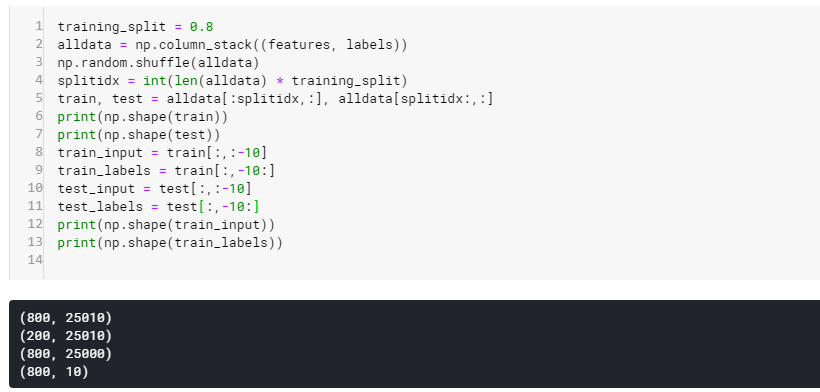 1 training_split = 0.8
2 alldata = np.column_stack((features, labels))
3 np.random.shuffle(alldata)
4 splitidx = int(len(alldata) * training_split)
5 train, test = alldata[:splitidx,:], alldata[splitidx:,:]
6 print(np.shape(train))
7 print(np.shape(test))
8 train_input = train[:,:-10]
9 train_labels = train[:,-10:]
10 test_input = test[:,:-10]
11 test_labels = test[:,-10:]
12 print(np.shape(train_input))
13 print(np.shape(train_labels))
14
(800, 25010)
(200, 25010)
(800, 25000)
(800, 10)